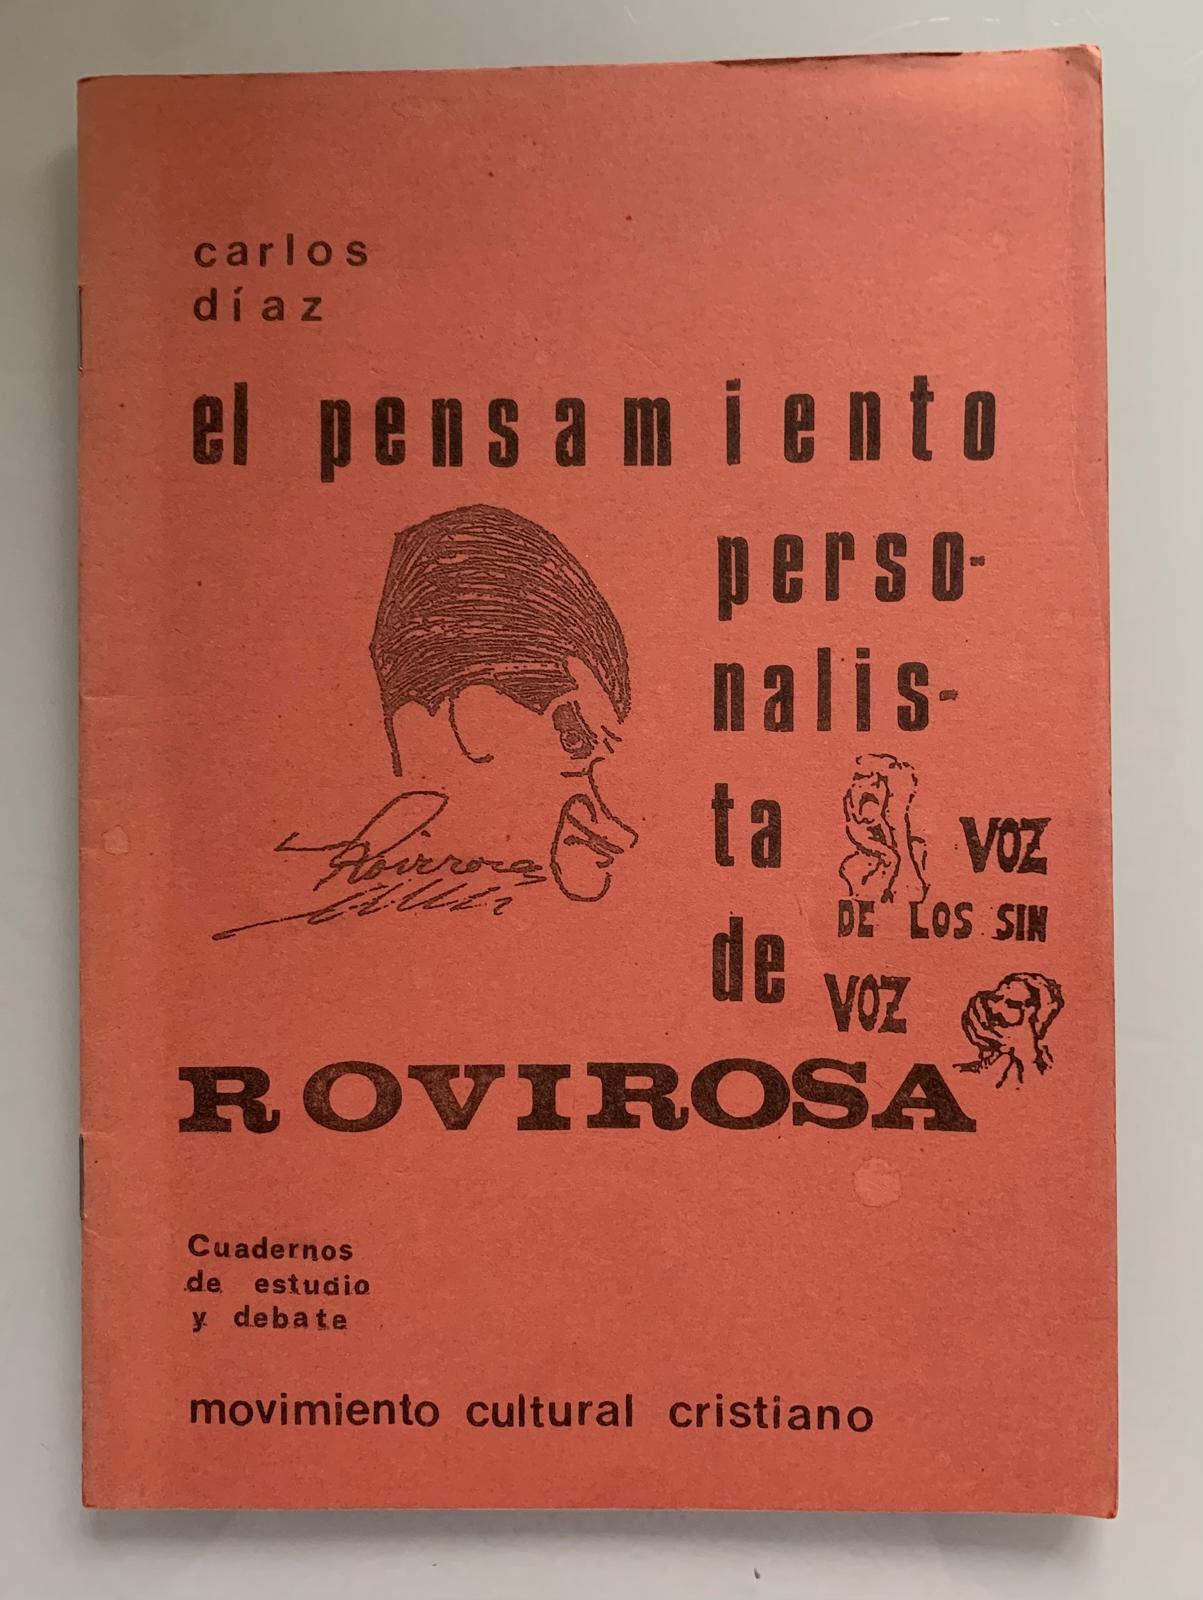 carlos
díaz
el pensamiento
perso-
nalis-
ta
de
VOZ
DE LOS SIN
VOZ
Rovirosa
ROVIROSA
Cuadernos
de estudio
y debate
movimiento cultural cristiano